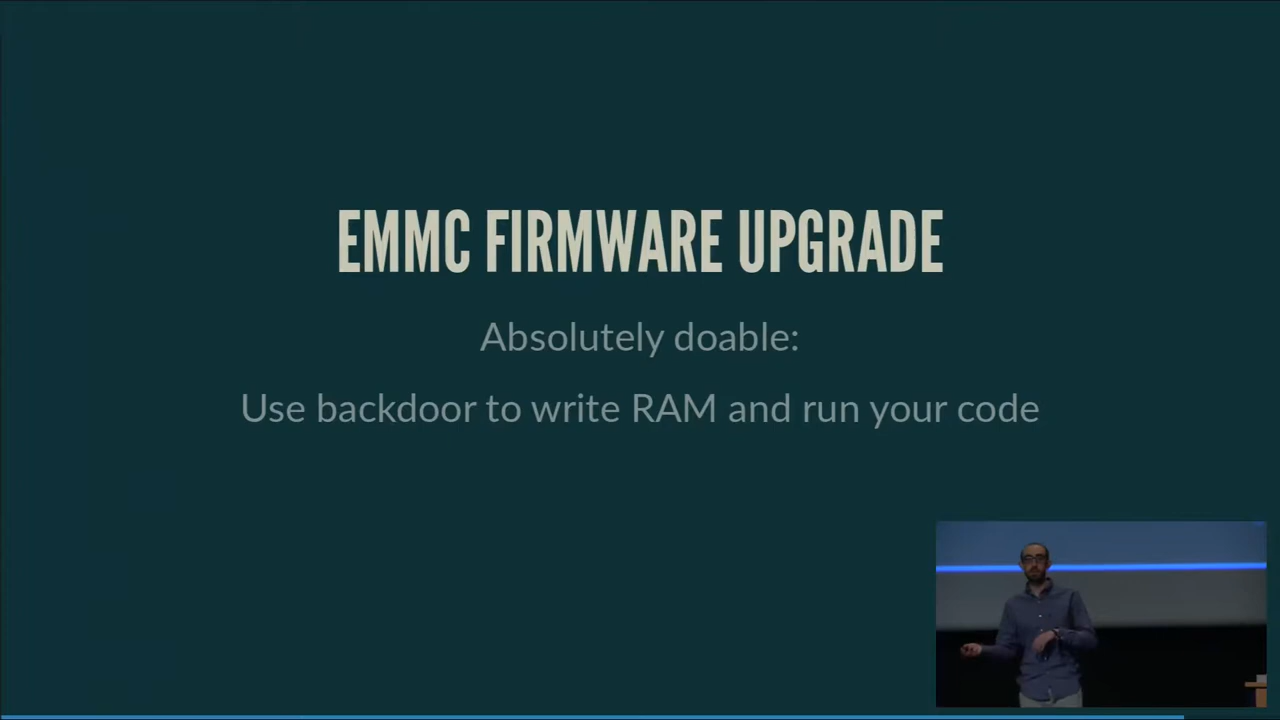 EMMC FIRMWARE UPGRADE
Absolutely doable:
Use backdoor to write RAM and run your code